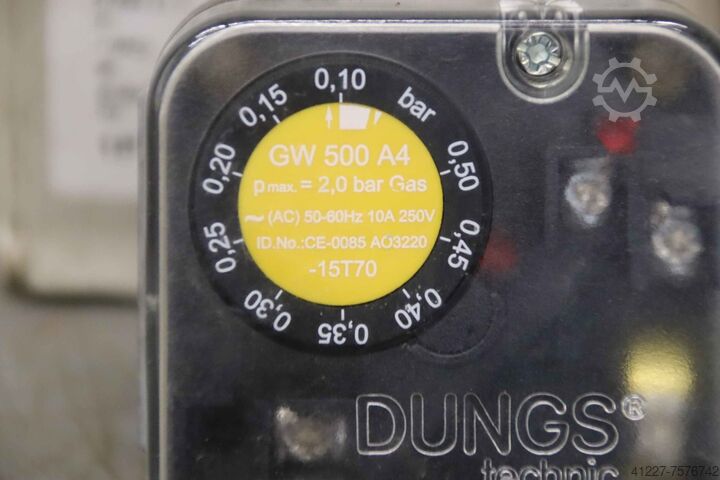 0,10
bar
0,15
0,50
0,20
0,45
0,25
0,40
0,30
0,35
GW 500 A4
pmax. = 2,0 bar Gas
~ (AC) 50-60Hz 10A 250V
ID.No.:CE-0085 AO3220
-15T70
DUNGS®
technic
41227-7576742